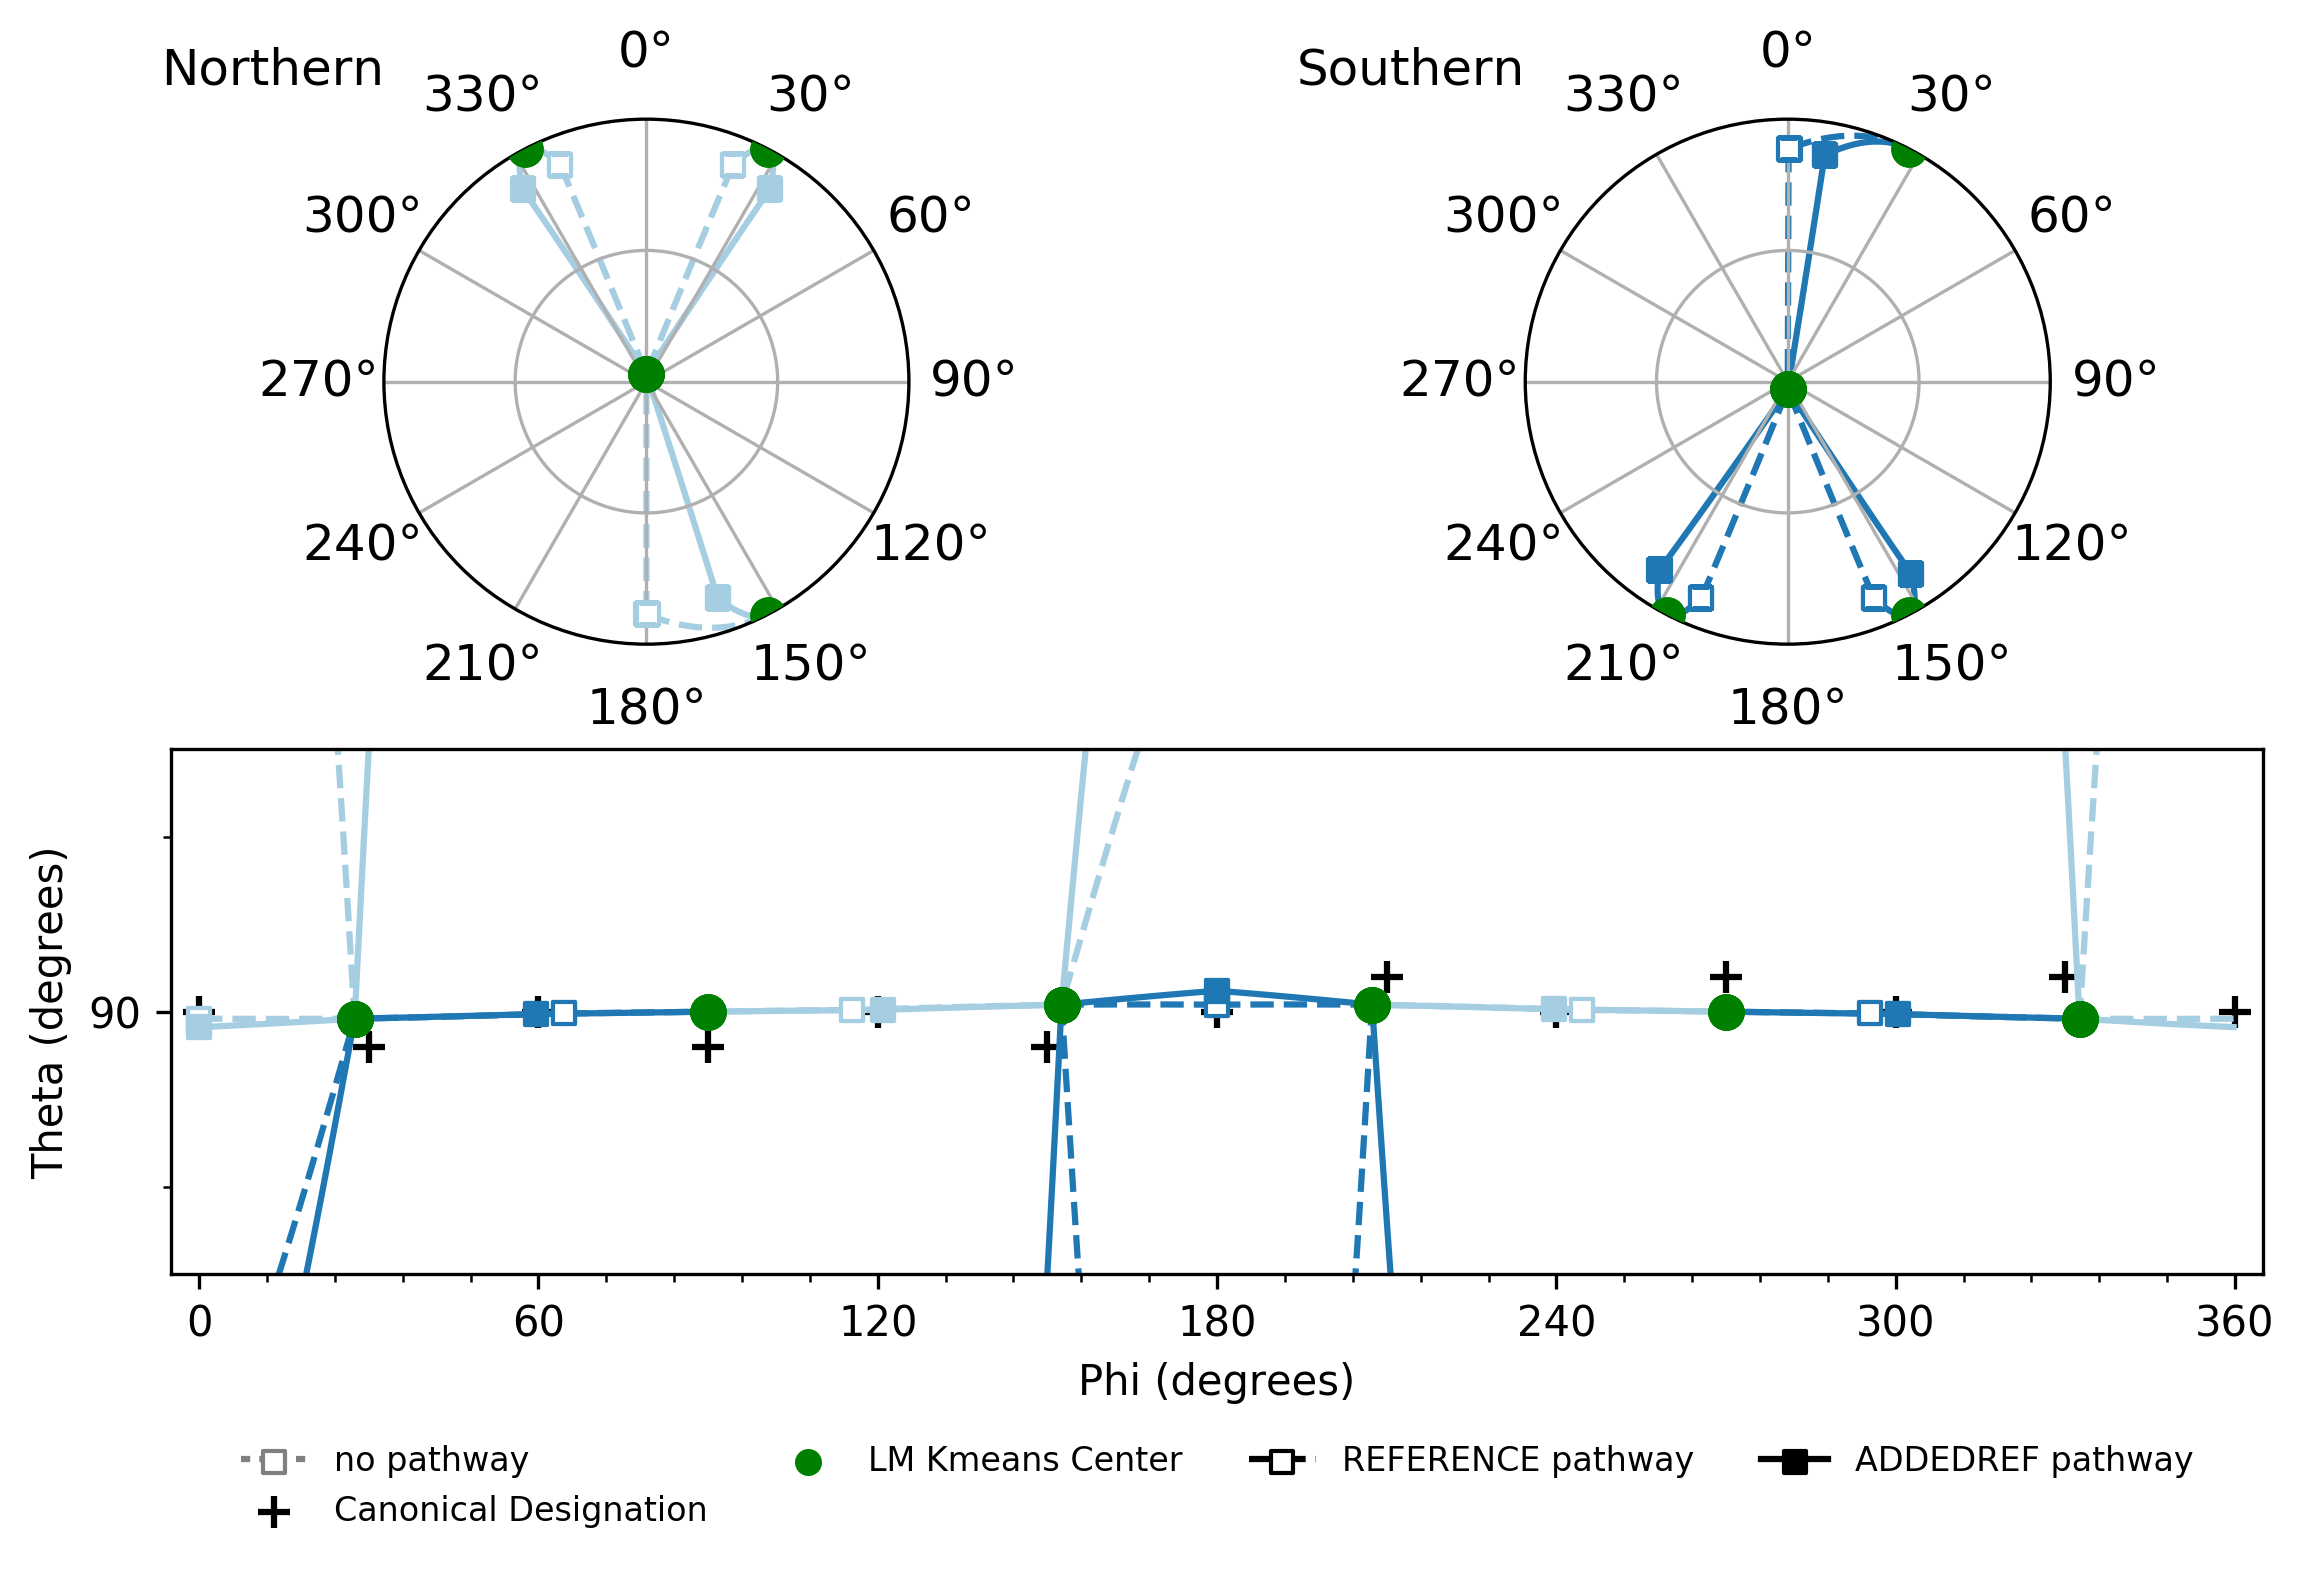 Northern
0°
30°
60°
90°
120°
150°
180°
210°
240°
270°
300°
330°
Southern
0°
30°
60°
90°
120°
150°
180°
210°
240°
270°
300°
330°
Theta (degrees)
90
0 60 120 180 240 300 360
Phi (degrees)
no pathway
Canonical Designation
LM Kmeans Center
REFERENCE pathway
ADDEDREF pathway